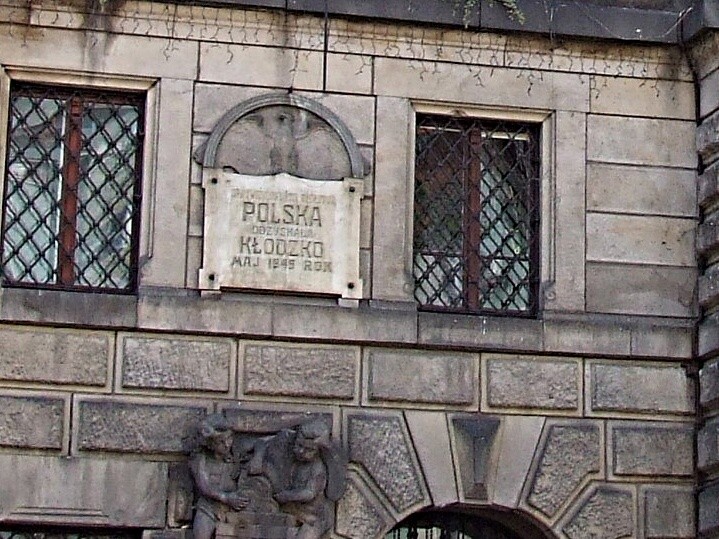 POLSKA
ODZYSKAŁA
KŁODZKO
MAJ 1945 ROK